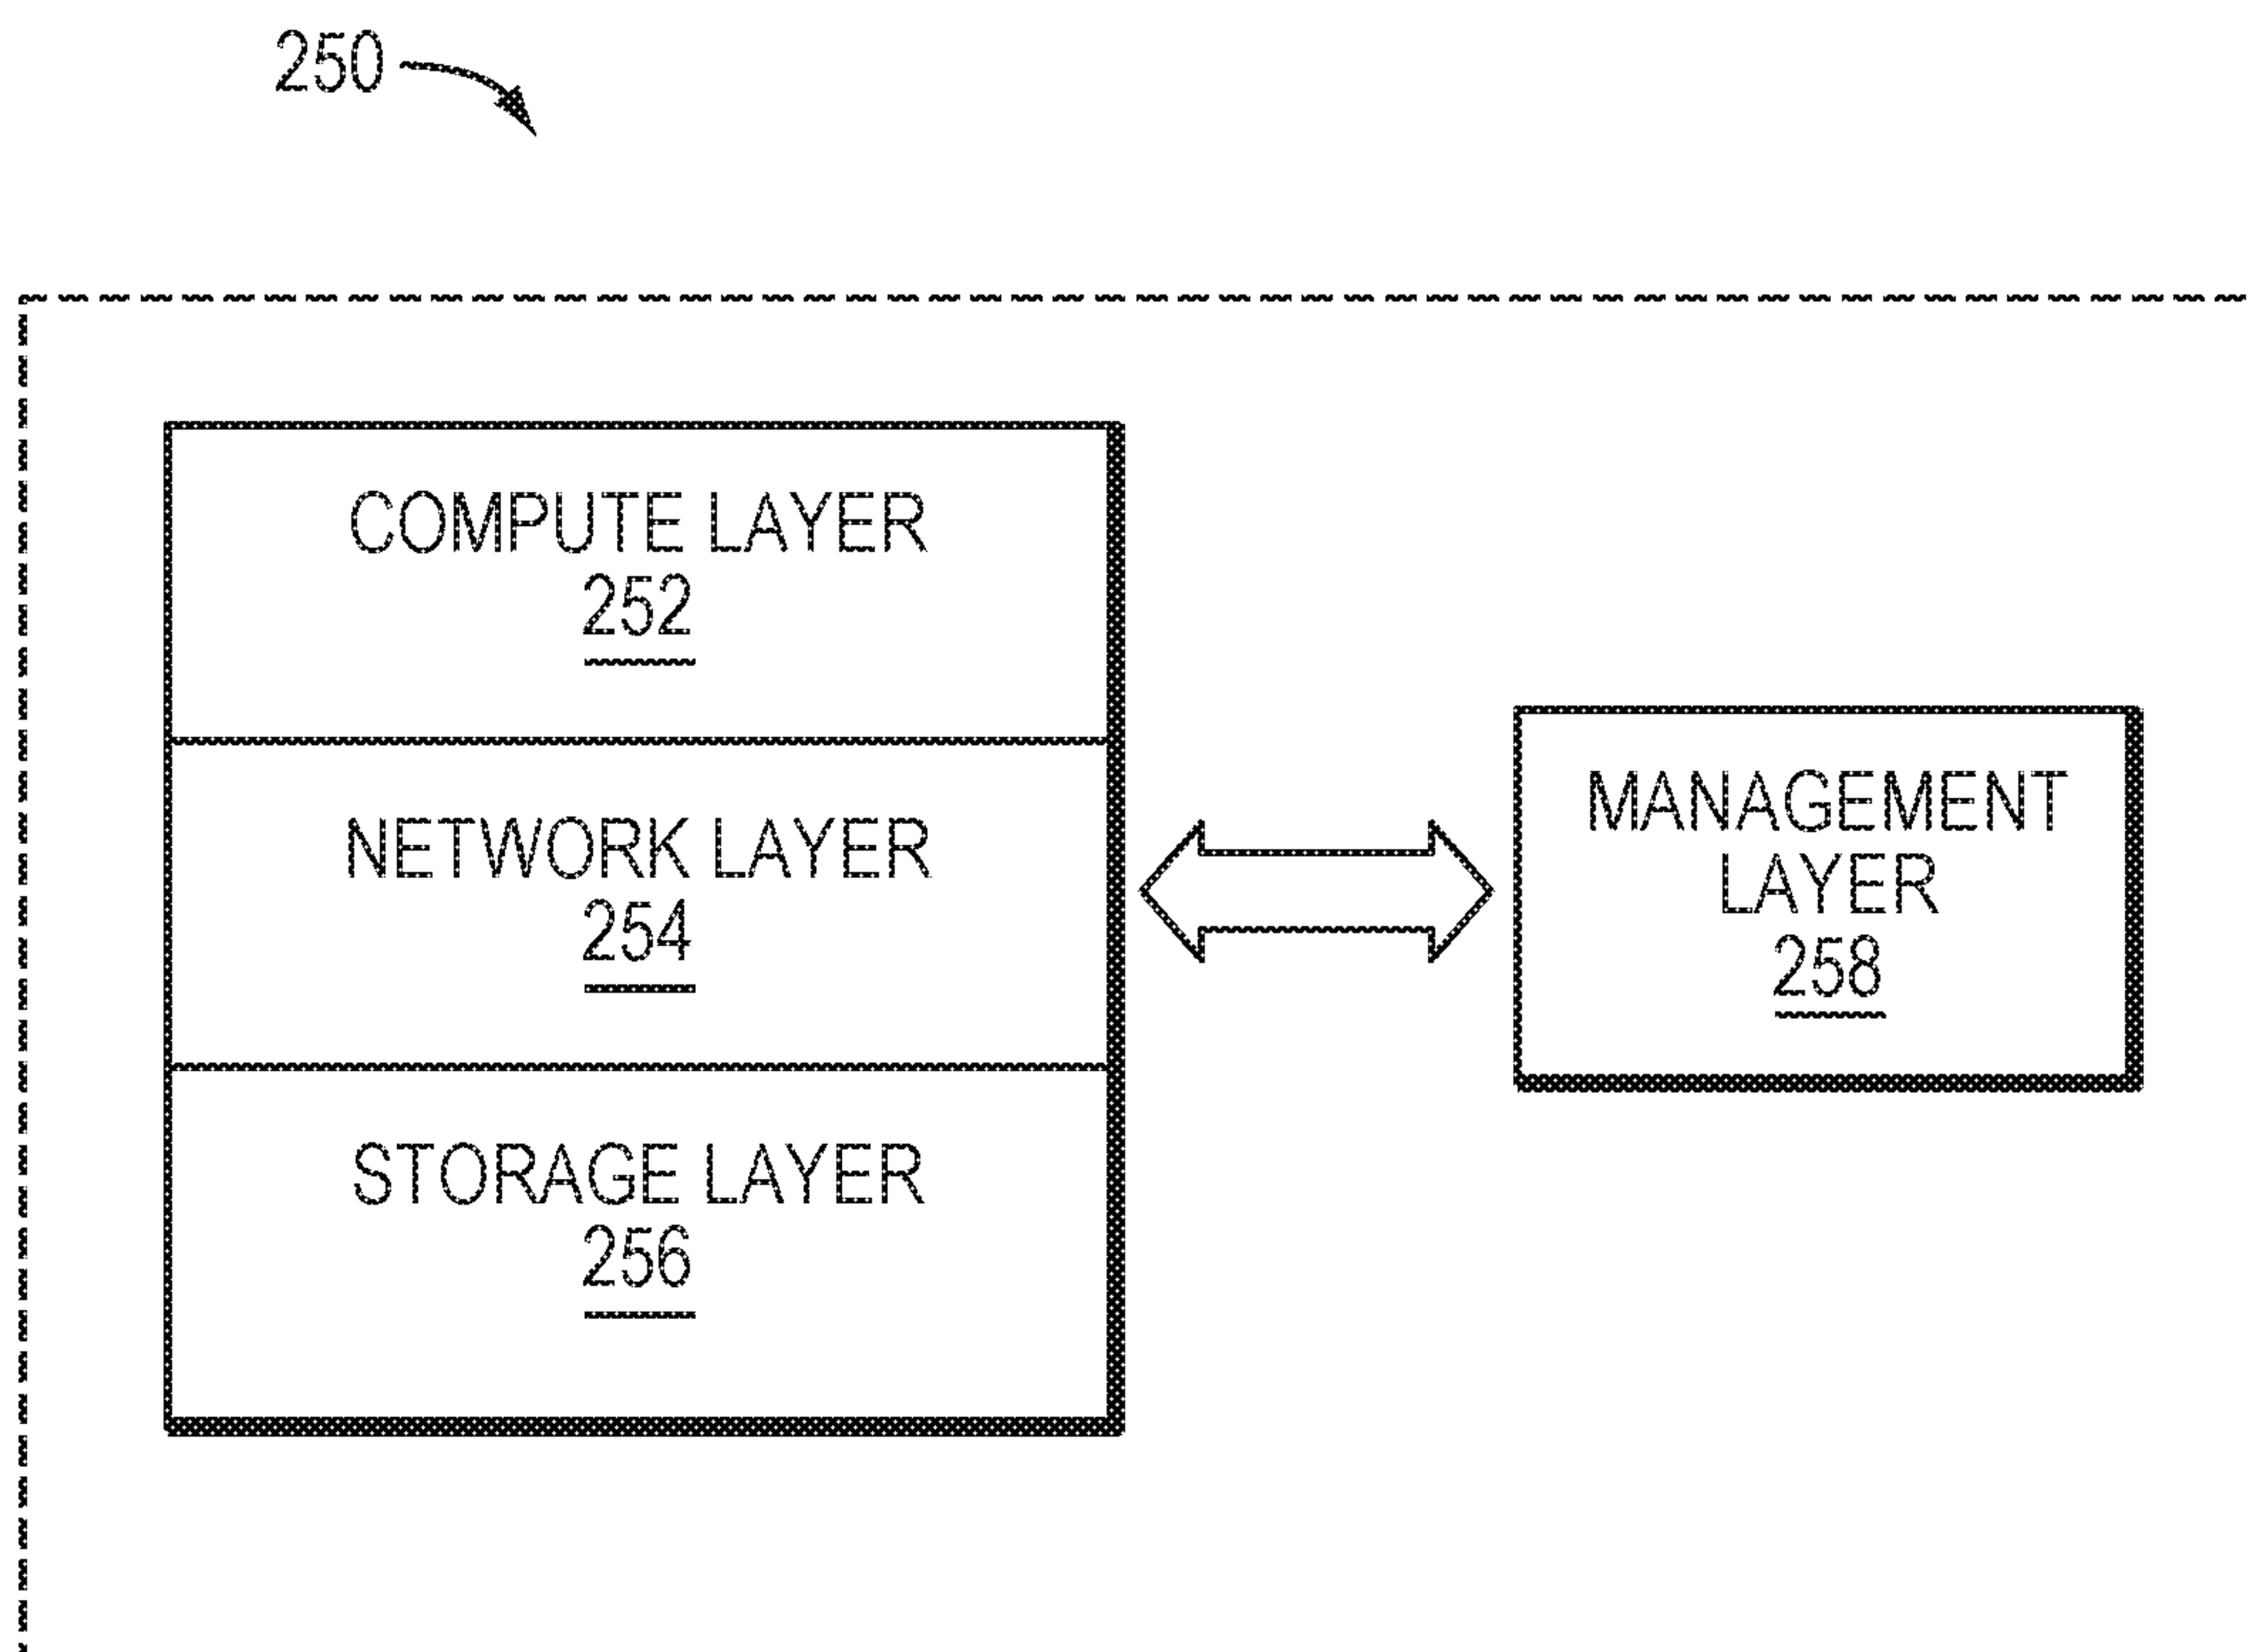 250
COMPUTE LAYER
252
NETWORK LAYER
254
STORAGE LAYER
256
MANAGEMENT
LAYER
258